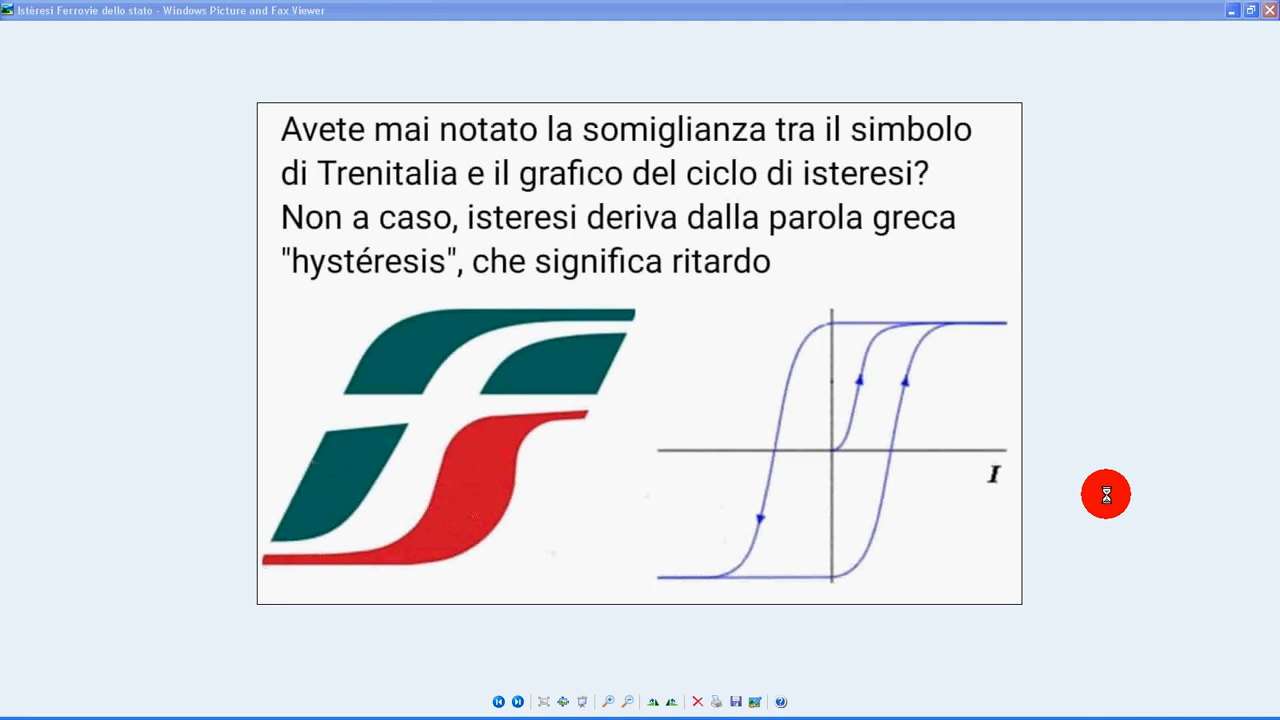 Istèresi Ferrovie dello stato - Windows Picture and Fax Viewer
Avete mai notato la somiglianza tra il simbolo
di Trenitalia e il grafico del ciclo di isteresi?
Non a caso, isteresi deriva dalla parola greca
"hystéresis", che significa ritardo
I